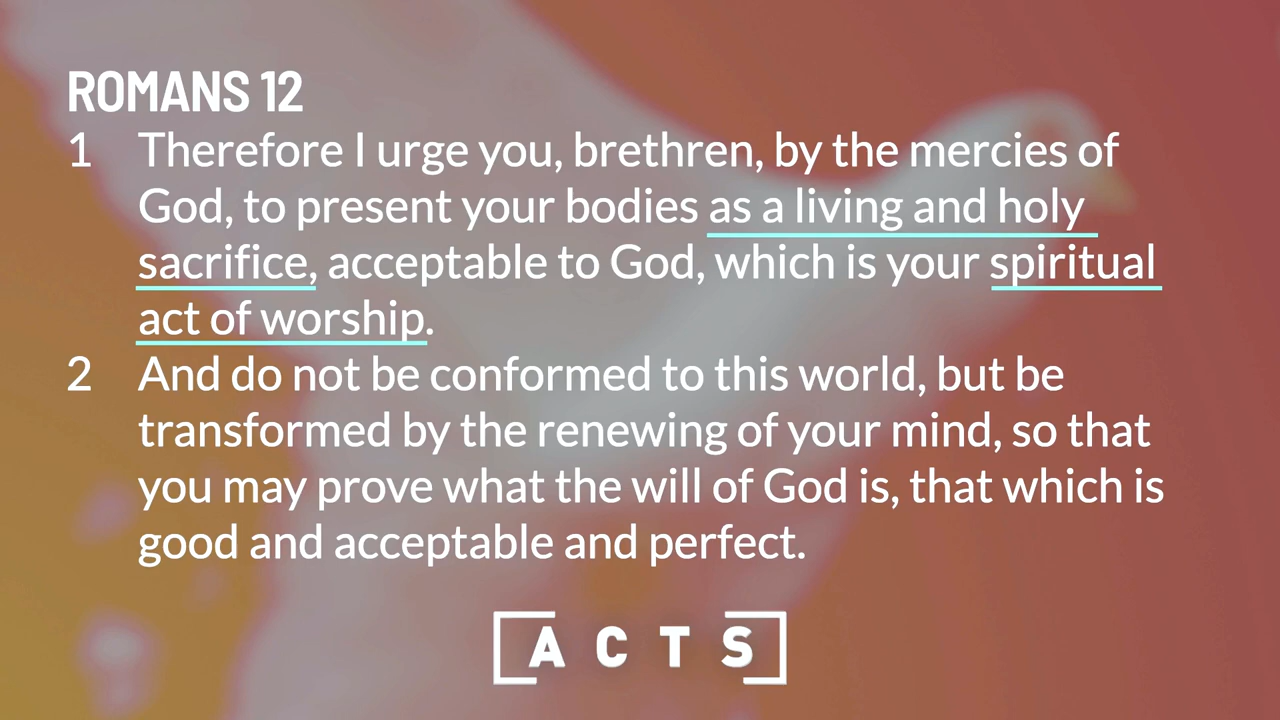 ROMANS 12
1 Therefore I urge you, brethren, by the mercies of
God, to present your bodies as a living and holy
sacrifice, acceptable to God, which is your spiritual
act of worship.
2 And do not be conformed to this world, but be
transformed by the renewing of your mind, so that
you may prove what the will of God is, that which is
good and acceptable and perfect.
ACTS